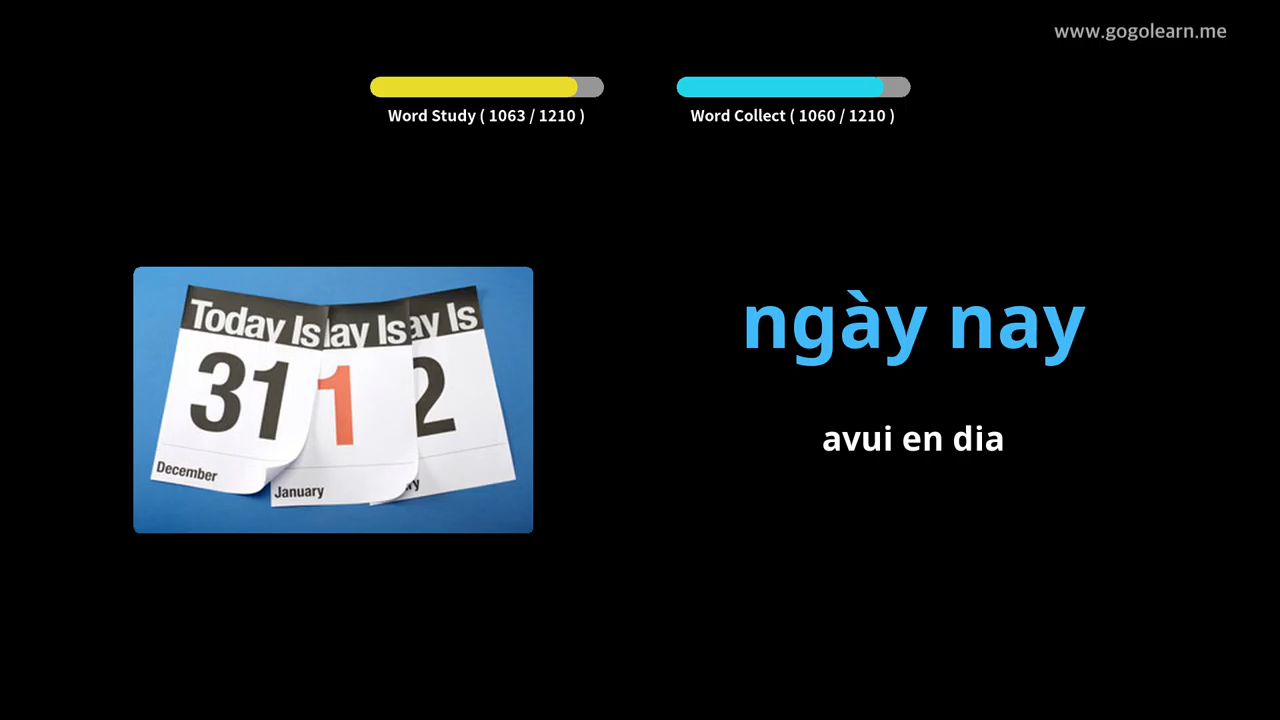 www.gogolearn.me
Word Study ( 1063 / 1210 )
Word Collect ( 1060 / 1210 )
Today Is
ay Is
ay Is
31
1
2
December
January
ry
ngày nay
avui en dia